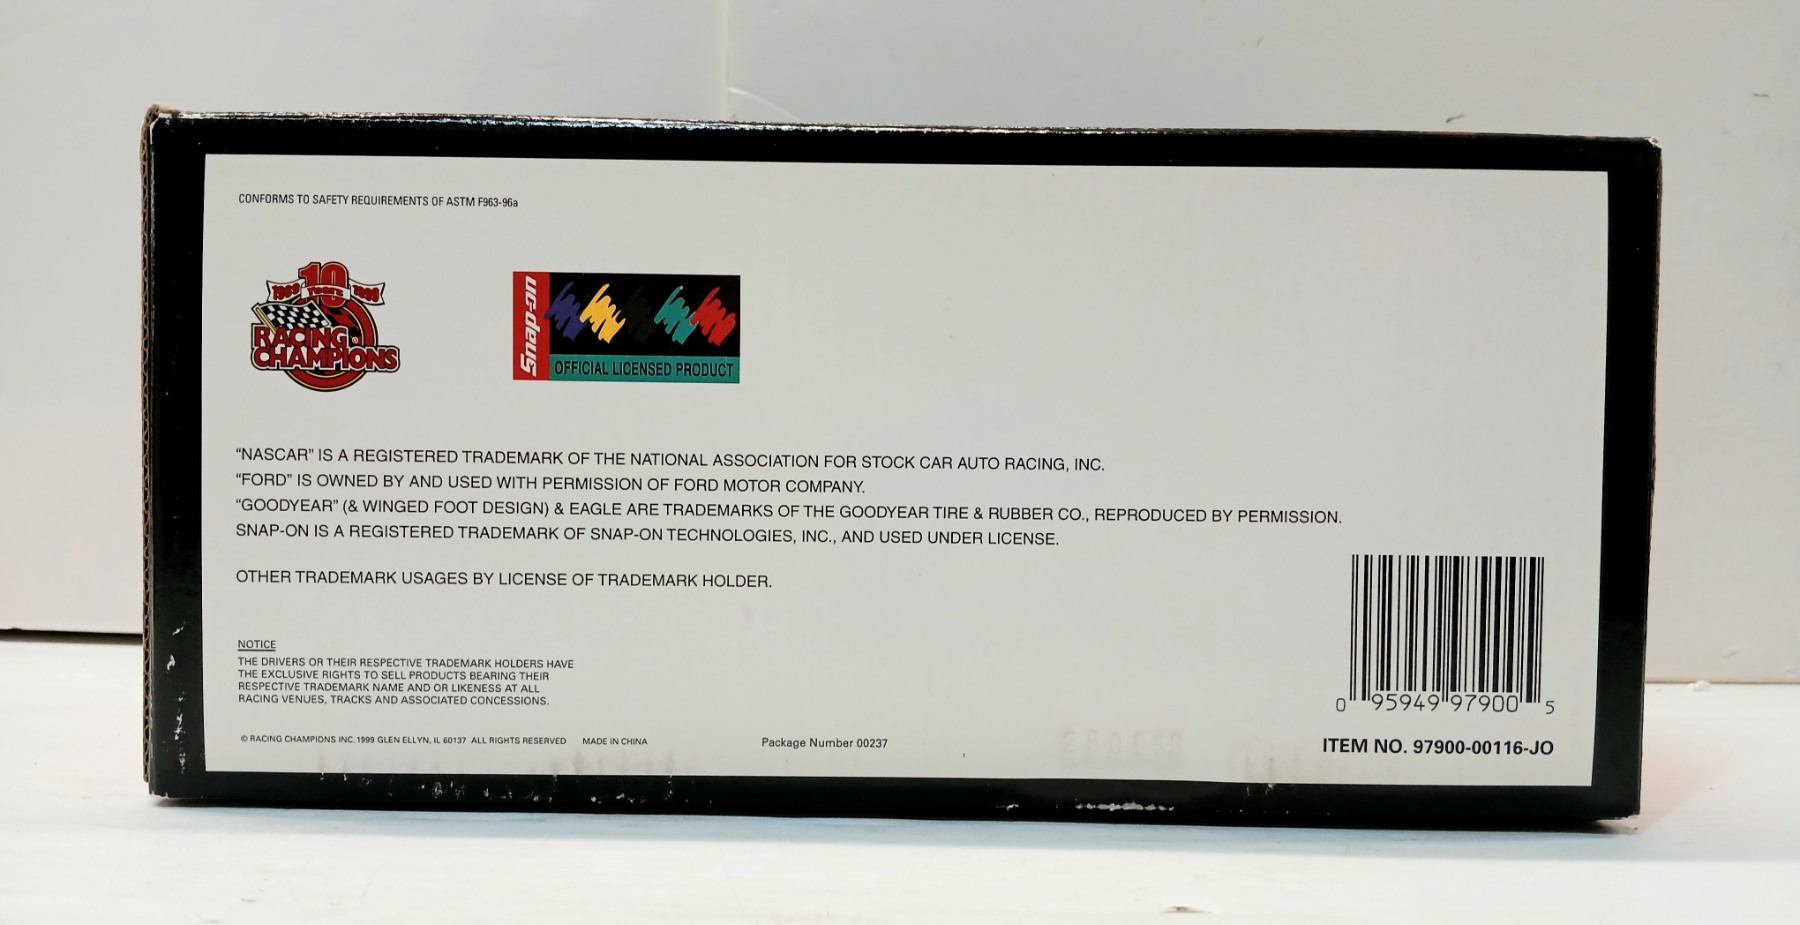 CONFORMS TO SAFETY REQUIREMENTS OF ASTM F963-96a
10
1989 Years 1999
RACING
CHAMPIONS
Snap-on
OFFICIAL LICENSED PRODUCT
“NASCAR” IS A REGISTERED TRADEMARK OF THE NATIONAL ASSOCIATION FOR STOCK CAR AUTO RACING, INC.
“FORD” IS OWNED BY AND USED WITH PERMISSION OF FORD MOTOR COMPANY.
“GOODYEAR” (& WINGED FOOT DESIGN) & EAGLE ARE TRADEMARKS OF THE GOODYEAR TIRE & RUBBER CO., REPRODUCED BY PERMISSION.
SNAP-ON IS A REGISTERED TRADEMARK OF SNAP-ON TECHNOLOGIES, INC., AND USED UNDER LICENSE.
OTHER TRADEMARK USAGES BY LICENSE OF TRADEMARK HOLDER.
NOTICE
THE DRIVERS OR THEIR RESPECTIVE TRADEMARK HOLDERS HAVE
THE EXCLUSIVE RIGHTS TO SELL PRODUCTS BEARING THEIR
RESPECTIVE TRADEMARK NAME AND OR LIKENESS AT ALL
RACING VENUES, TRACKS AND ASSOCIATED CONCESSIONS.
© RACING CHAMPIONS INC. 1999 GLEN ELLYN, IL 60137 ALL RIGHTS RESERVED MADE IN CHINA
Package Number 00237
0 95949 97900 5
ITEM NO. 97900-00116-JO